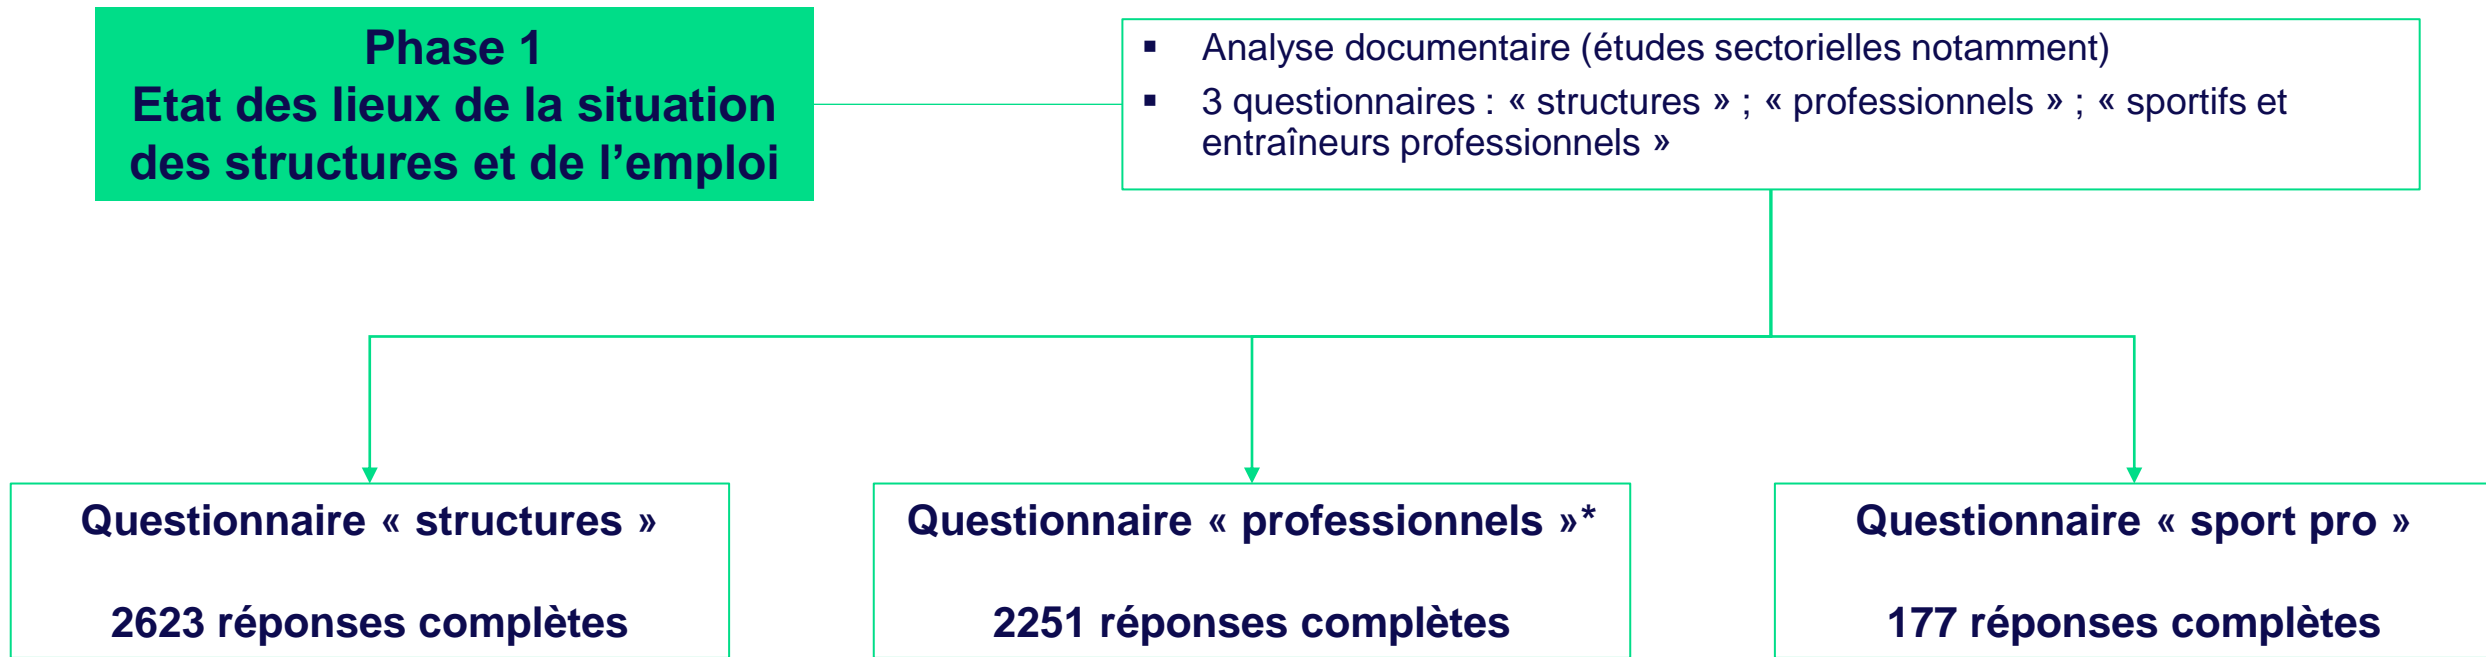 Phase 1
Etat des lieux de la situation
des structures et de l’emploi
▪ Analyse documentaire (études sectorielles notamment)
▪ 3 questionnaires : « structures » ; « professionnels » ; « sportifs et
entraîneurs professionnels »
Questionnaire « structures »
2623 réponses complètes
Questionnaire « professionnels »*
2251 réponses complètes
Questionnaire « sport pro »
177 réponses complètes